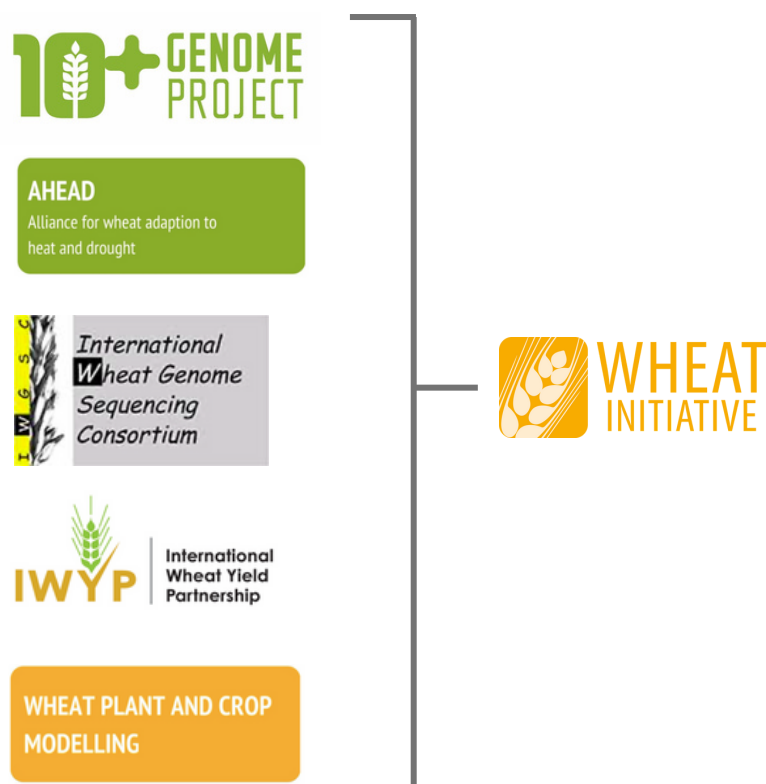 10+ GENOME
PROJECT
AHEAD
Alliance for wheat adaption to
heat and drought
I W G S C
International
Wheat Genome
Sequencing
Consortium
IWYP
International
Wheat Yield
Partnership
WHEAT PLANT AND CROP
MODELLING
WHEAT
INITIATIVE